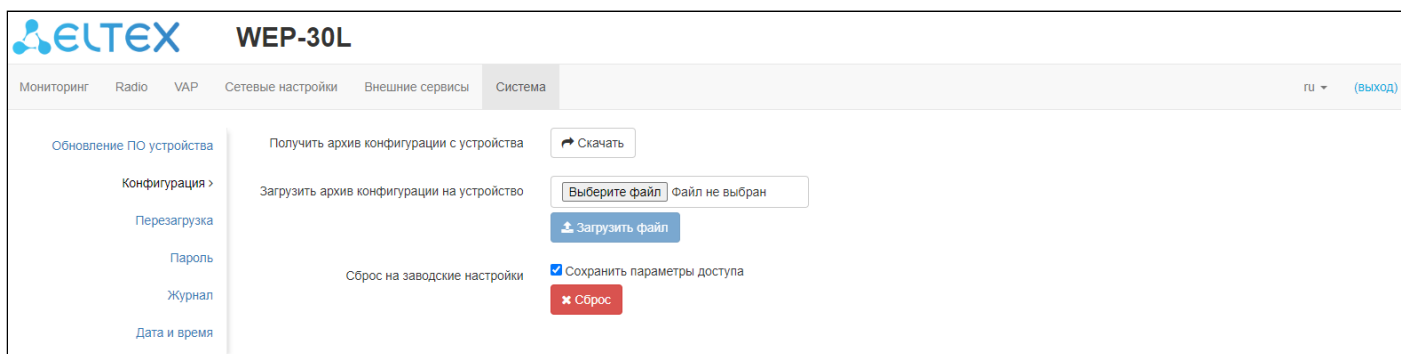 ELTEX WEP-30L
Мониторинг Radio VAP Сетевые настройки Внешние сервисы Система ru (выход)
Обновление ПО устройства
Конфигурация >
Перезагрузка
Пароль
Журнал
Дата и время
Получить архив конфигурации с устройства Скачать
Загрузить архив конфигурации на устройство Выберите файл Файл не выбран
Загрузить файл
Сброс на заводские настройки Сохранить параметры доступа
Сброс